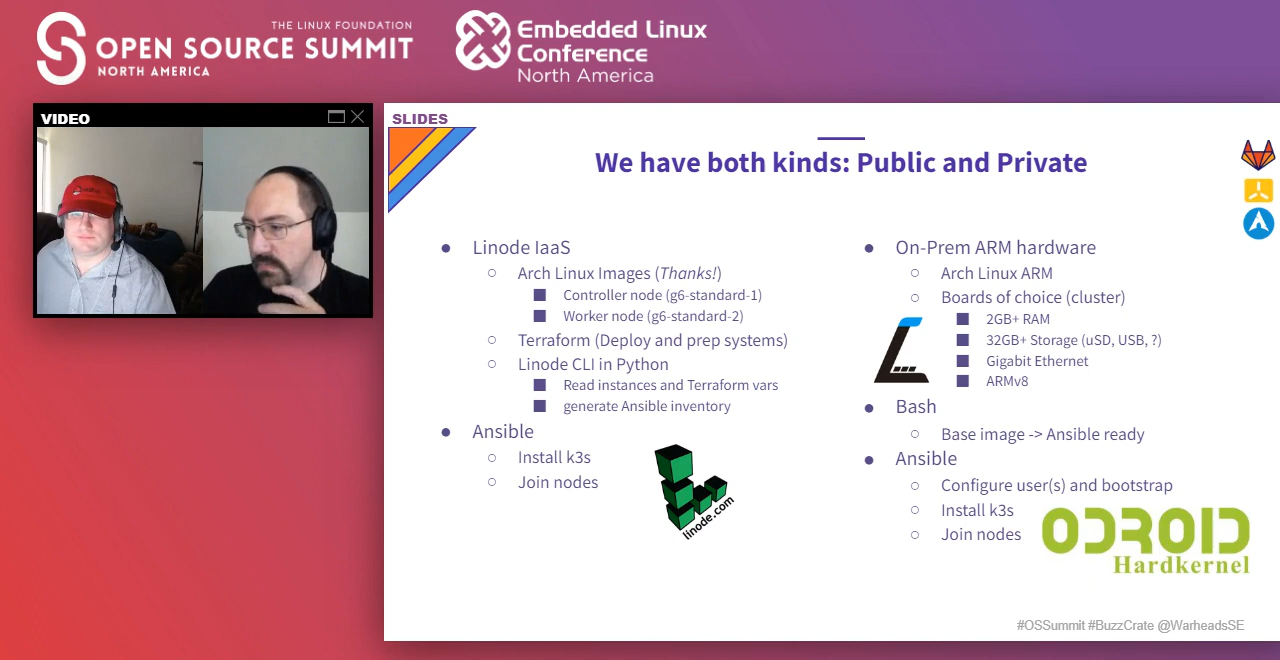 THE LINUX FOUNDATION
OPEN SOURCE SUMMIT
NORTH AMERICA
Embedded Linux
Conference
North America
VIDEO
SLIDES
We have both kinds: Public and Private
● Linode IaaS
○ Arch Linux Images (Thanks!)
■ Controller node (g6-standard-1)
■ Worker node (g6-standard-2)
○ Terraform (Deploy and prep systems)
○ Linode CLI in Python
■ Read instances and Terraform vars
■ generate Ansible inventory
● Ansible
○ Install k3s
○ Join nodes
linode.com
● On-Prem ARM hardware
○ Arch Linux ARM
○ Boards of choice (cluster)
■ 2GB+ RAM
■ 32GB+ Storage (uSD, USB, ?)
■ Gigabit Ethernet
■ ARMv8
● Bash
○ Base image -> Ansible ready
● Ansible
○ Configure user(s) and bootstrap
○ Install k3s
○ Join nodes
ODROID
Hardkernel
#OSSummit #BuzzCrate @WarheadsSE